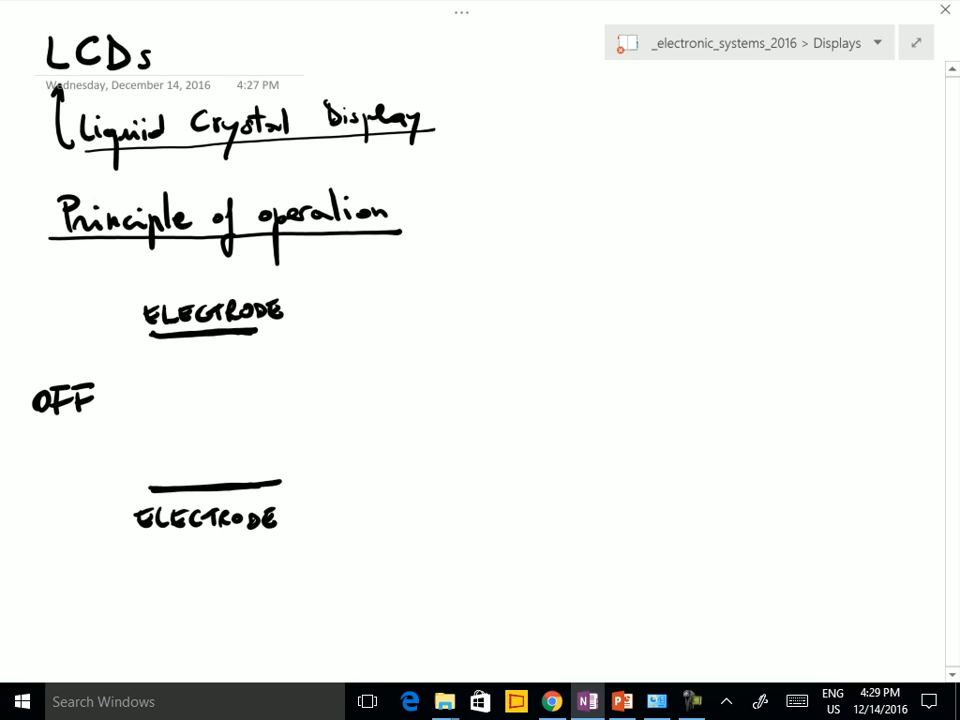 ...
LCDs
_electronic_systems_2016 > Displays
Wednesday, December 14, 2016 4:27 PM
Liquid Crystal Display
Principle of operation
ELECTRODE
OFF
ELECTRODE
Search Windows
ENG
US
4:29 PM
12/14/2016